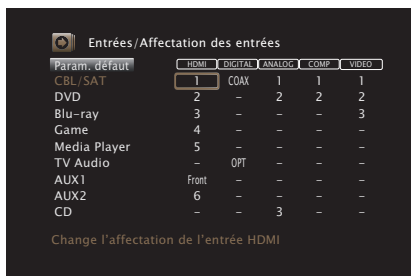 Entrées/Affectation des entrées
Param. défaut HDMI DIGITAL ANALOG COMP VIDEO
CBL/SAT 1 COAX 1 1 1
DVD 2 – 2 2 2
Blu-ray 3 – – – 3
Game 4 – – – –
Media Player 5 – – – –
TV Audio – OPT – – –
AUX1 Front – – – –
AUX2 6 – – – –
CD – – 3 – –
Change l'affectation de l'entrée HDMI